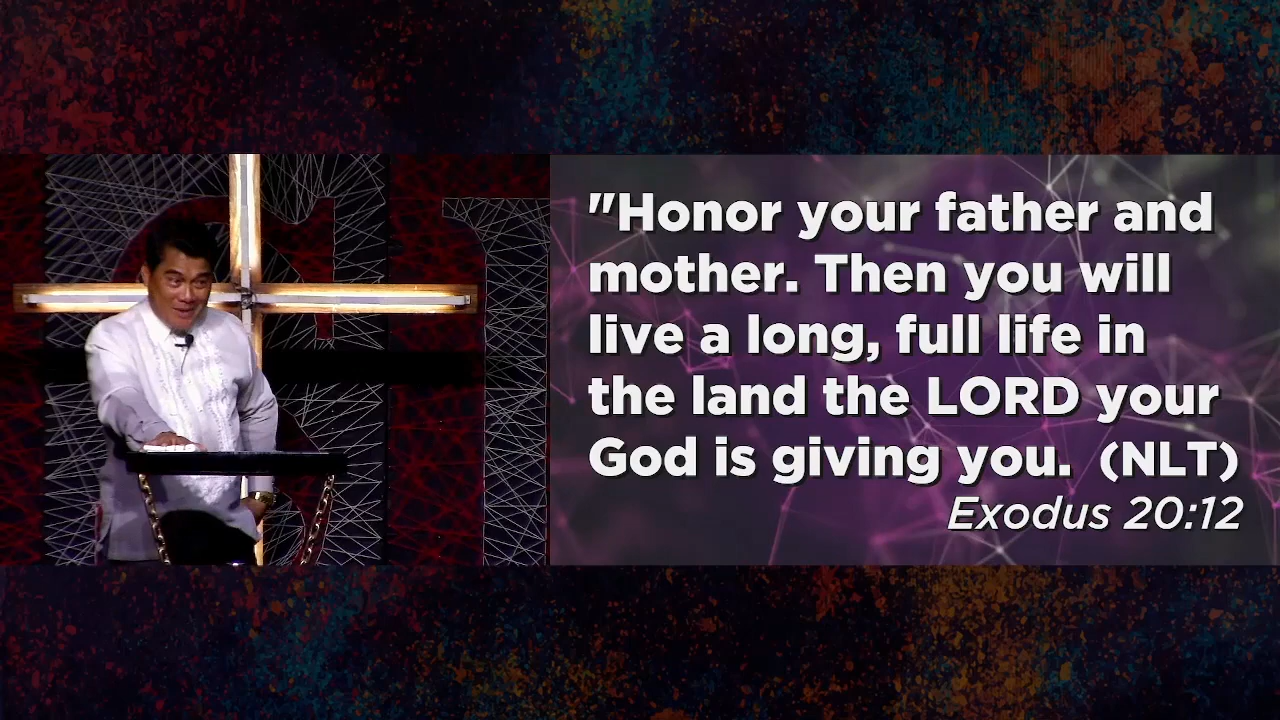 "Honor your father and
mother. Then you will
live a long, full life in
the land the LORD your
God is giving you. (NLT)
Exodus 20:12